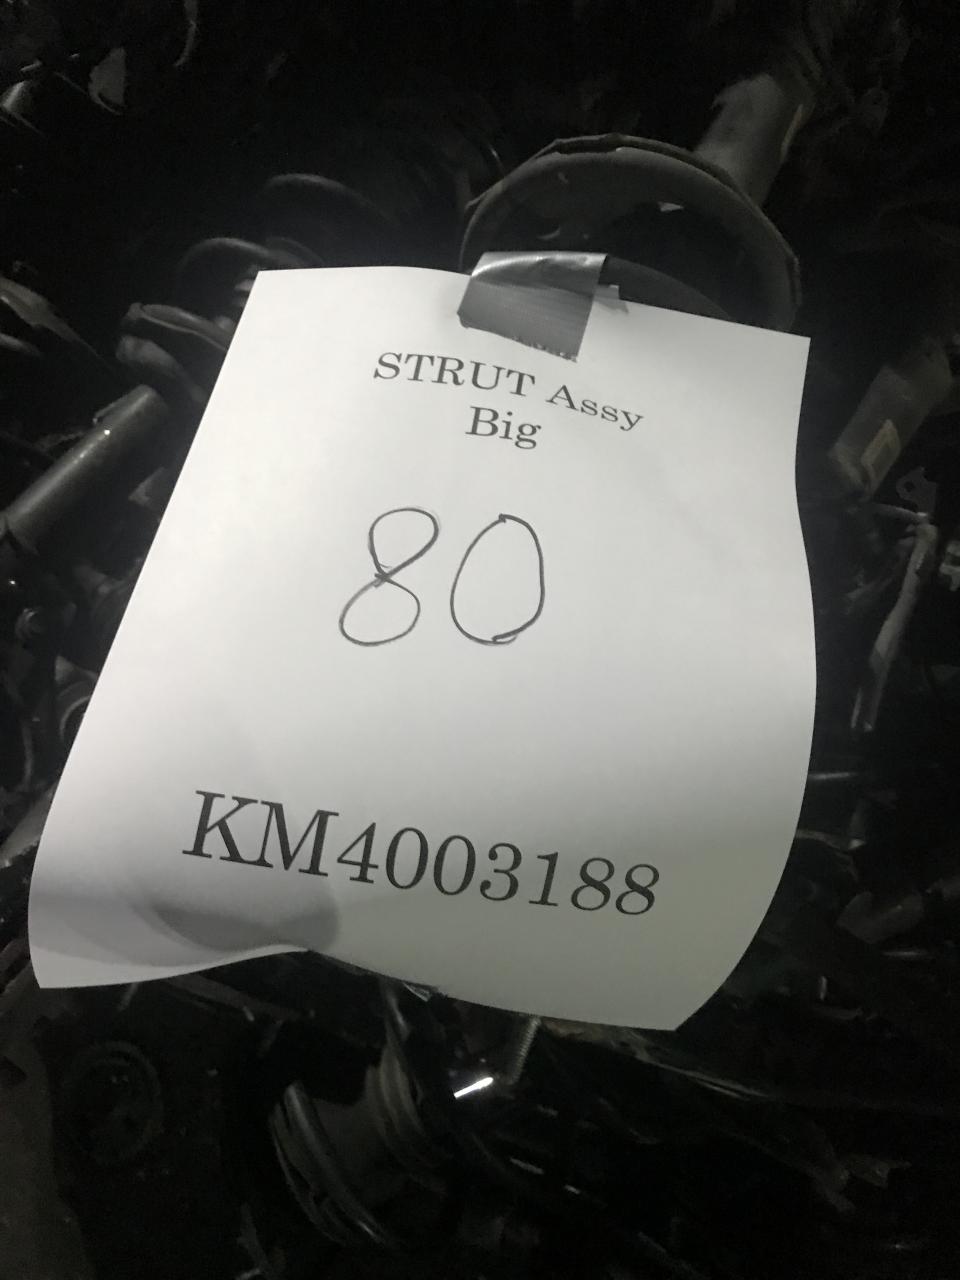 STRUT Assy
Big
80
KM4003188